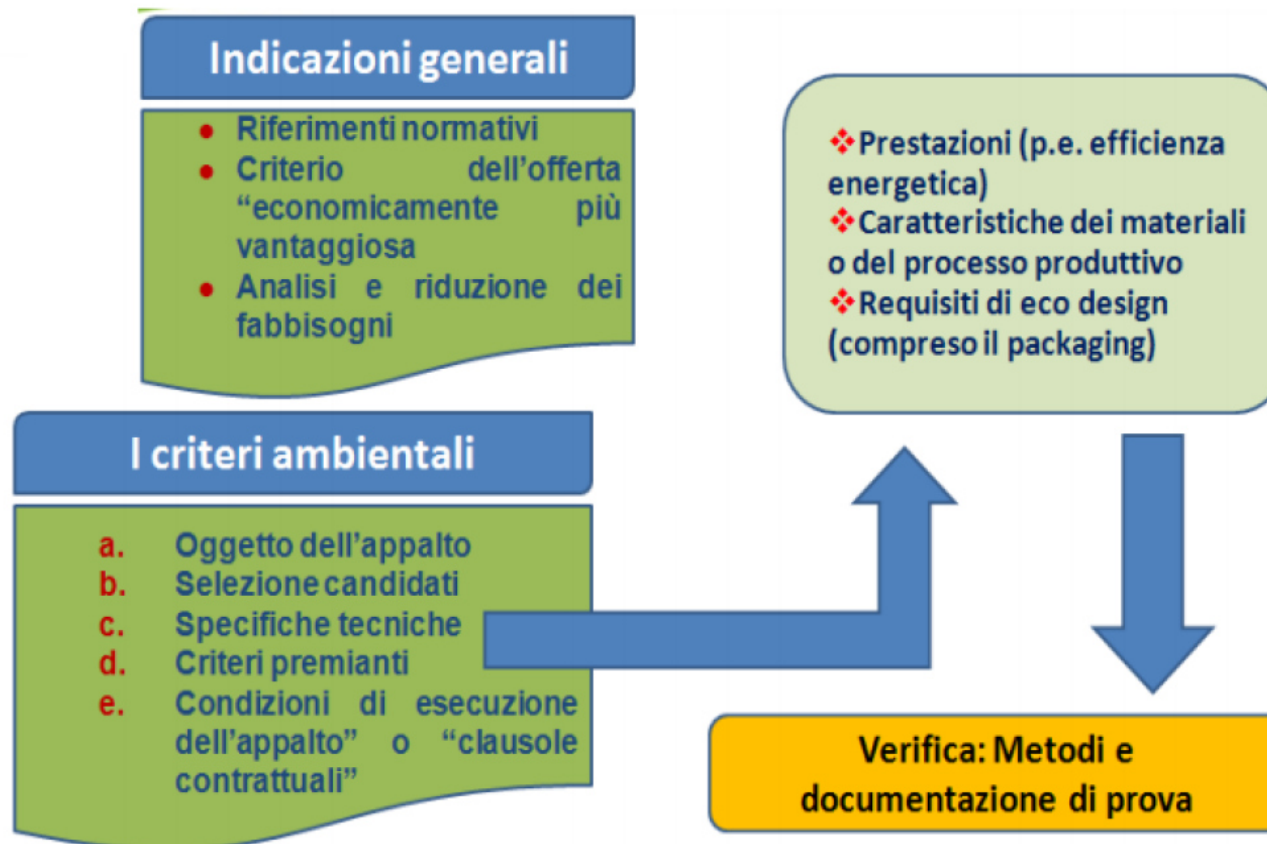 Indicazioni generali
● Riferimenti normativi
● Criterio dell'offerta
“economicamente più
vantaggiosa
● Analisi e riduzione dei
fabbisogni
I criteri ambientali
a. Oggetto dell'appalto
b. Selezione candidati
c. Specifiche tecniche
d. Criteri premianti
e. Condizioni di esecuzione
dell'appalto” o “clausole
contrattuali”
❖Prestazioni (p.e. efficienza
energetica)
❖Caratteristiche dei materiali
o del processo produttivo
❖Requisiti di eco design
(compreso il packaging)
Verifica: Metodi e
documentazione di prova